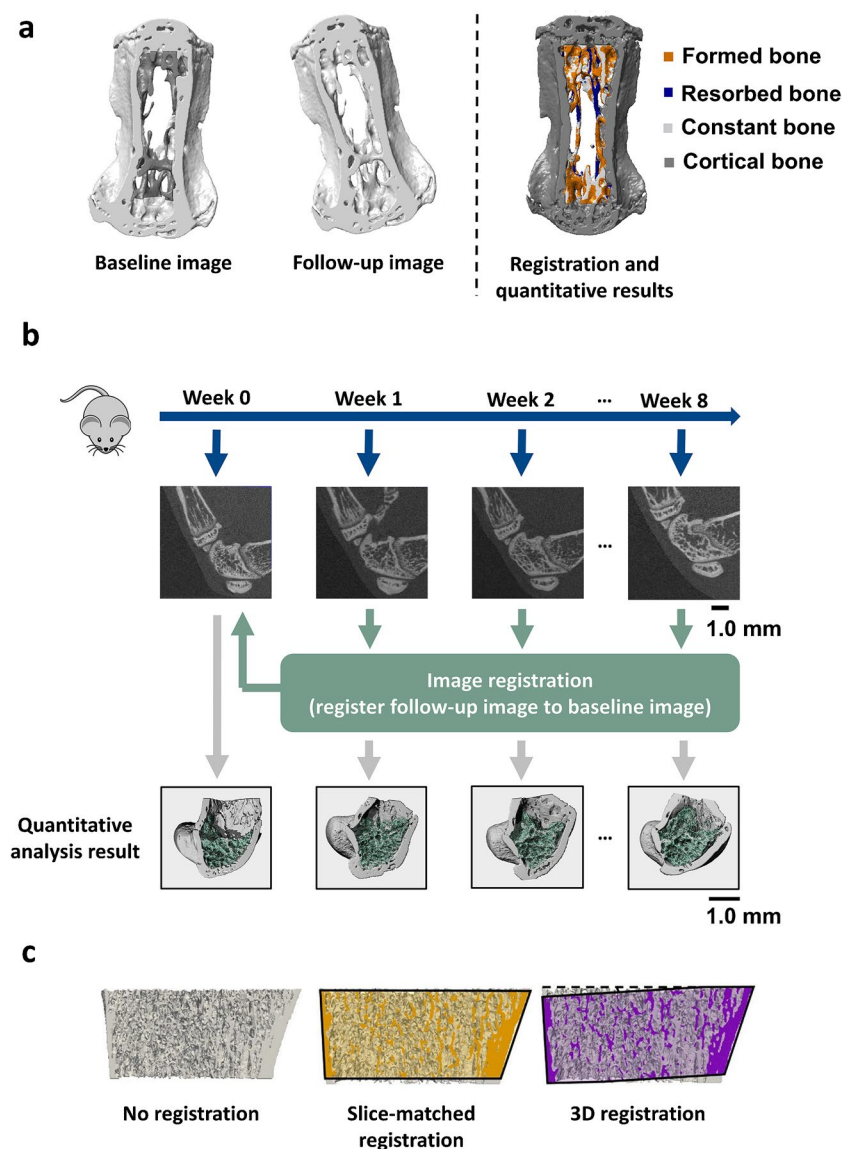 a
Formed bone
Resorbed bone
Constant bone
Cortical bone
Baseline image
Follow-up image
Registration and
quantitative results
b
Week 0
Week 1
Week 2
...
Week 8
...
1.0 mm
Image registration
(register follow-up image to baseline image)
Quantitative
analysis result
...
1.0 mm
c
No registration
Slice-matched
registration
3D registration